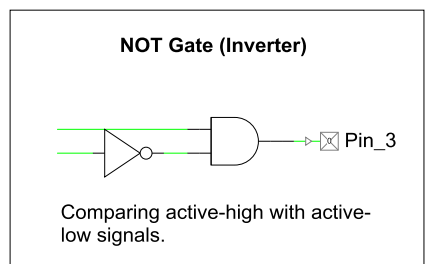 NOT Gate (Inverter)
Pin_3
Comparing active-high with active-
low signals.